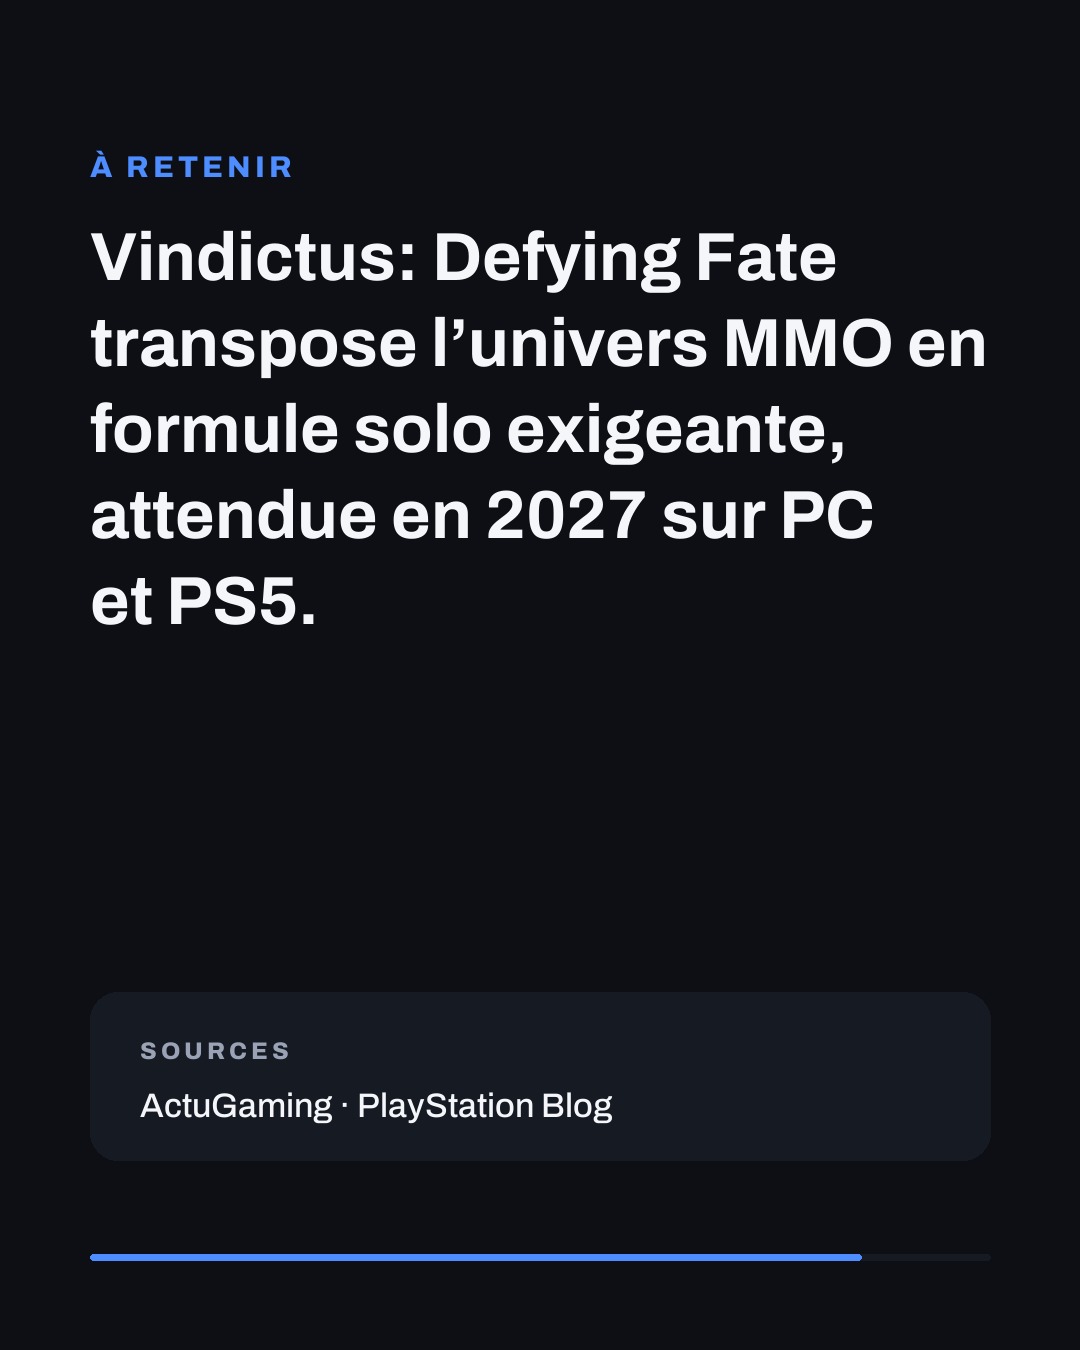 À RETENIR
Vindictus: Defying Fate
transpose l’univers MMO en
formule solo exigeante,
attendue en 2027 sur PC
et PS5.
SOURCES
ActuGaming · PlayStation Blog